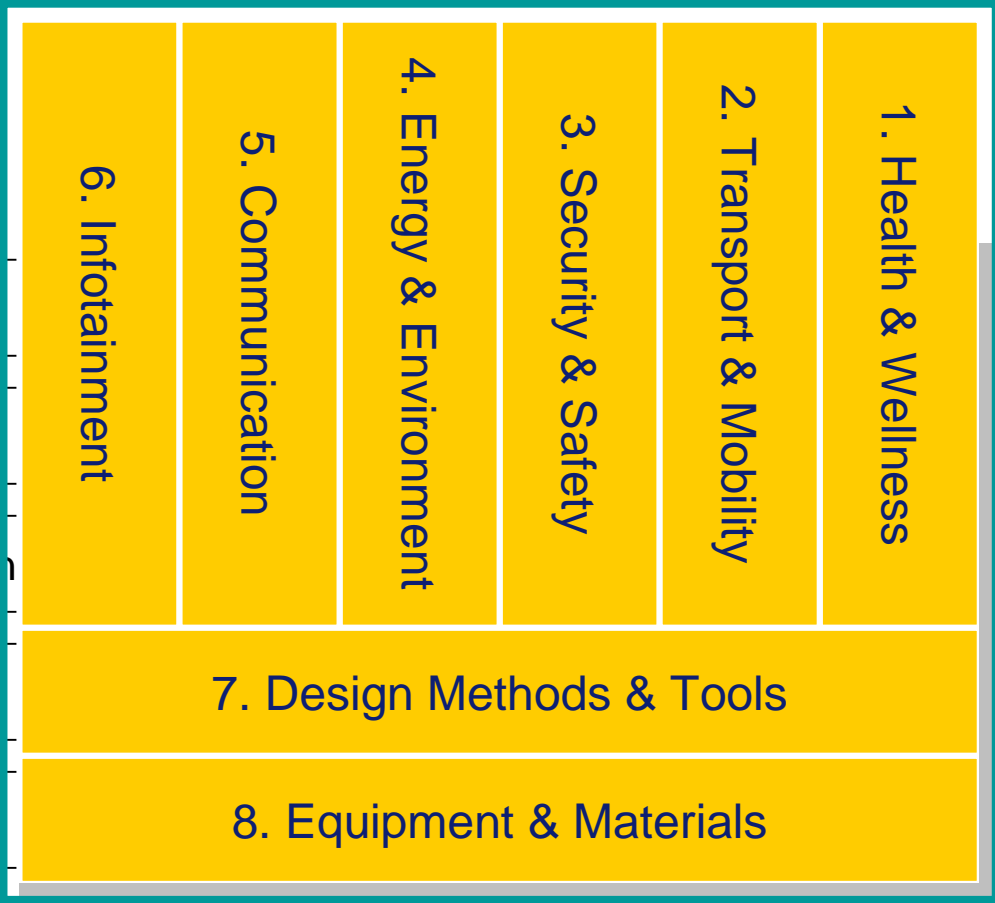 1. Health & Wellness
2. Transport & Mobility
3. Security & Safety
4. Energy & Environment
5. Communication
6. Infotainment
7. Design Methods & Tools
8. Equipment & Materials